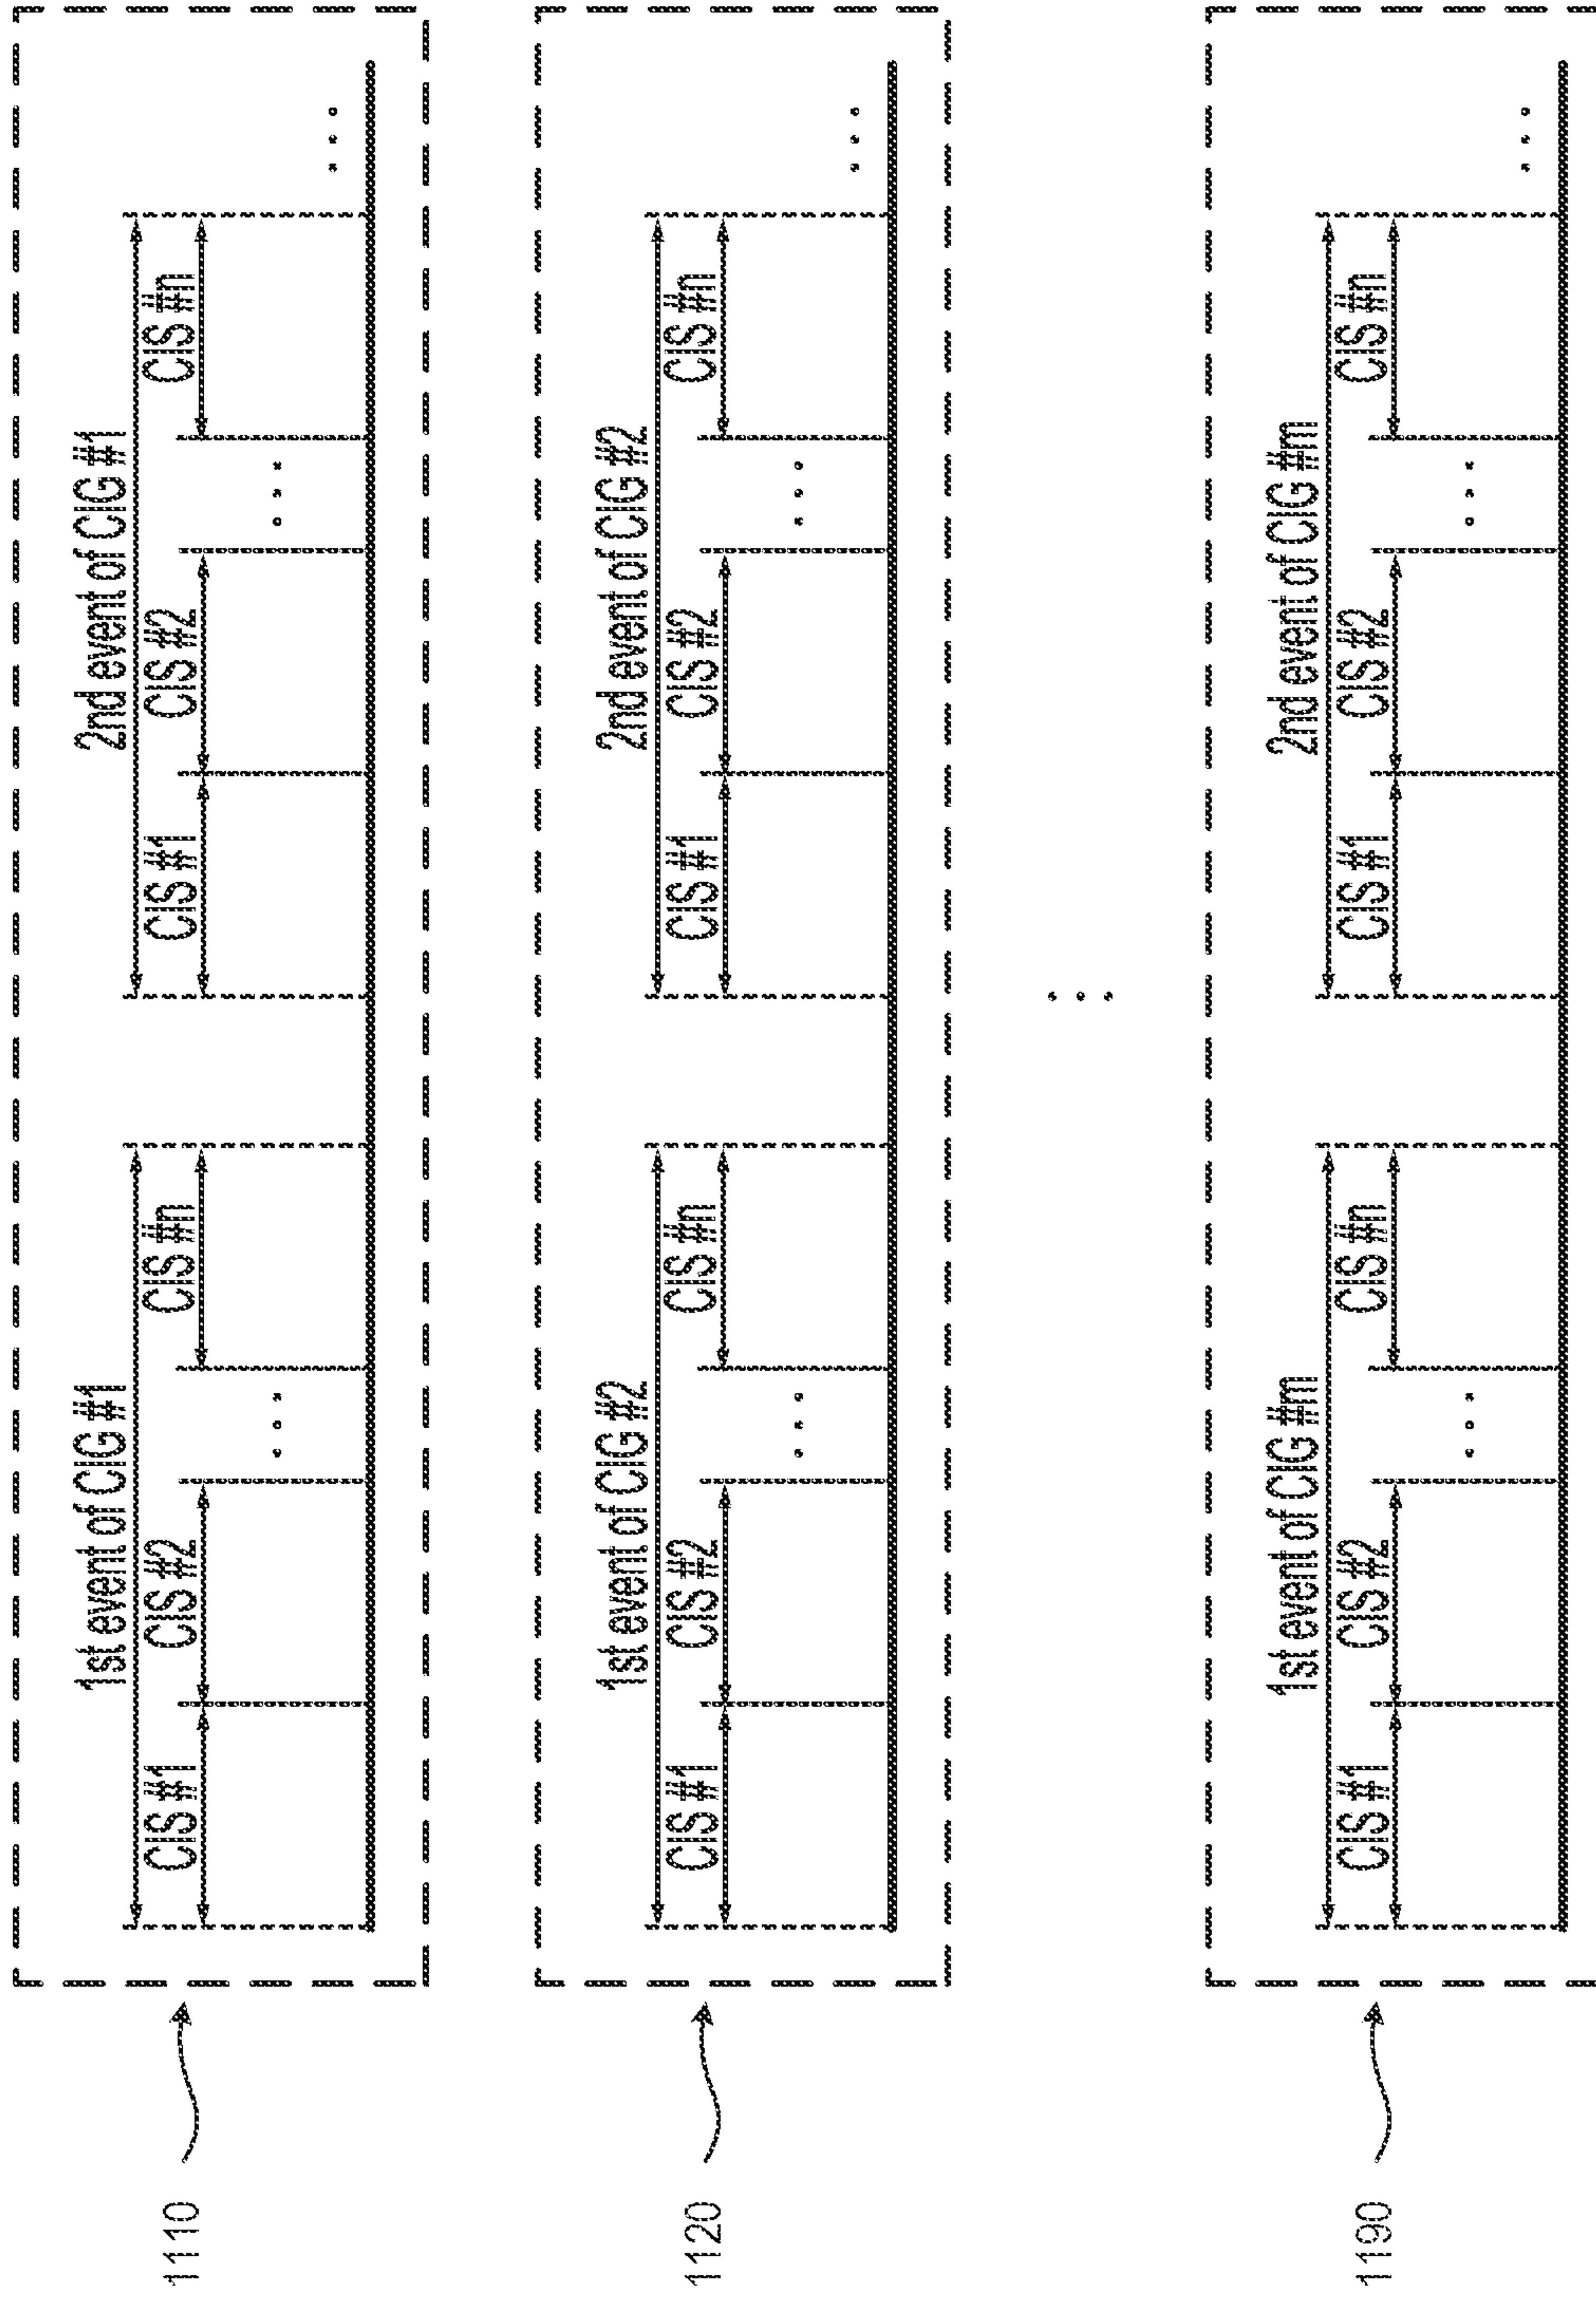 1110
1st event of CIG #1
CIS #1
CIS #2
. . .
CIS #n
2nd event of CIG #1
CIS #1
CIS #2
. . .
CIS #n
. . .
1120
1st event of CIG #2
CIS #1
CIS #2
. . .
CIS #n
2nd event of CIG #2
CIS #1
CIS #2
. . .
CIS #n
. . .
. . .
1190
1st event of CIG #m
CIS #1
CIS #2
. . .
CIS #n
2nd event of CIG #m
CIS #1
CIS #2
. . .
CIS #n
. . .